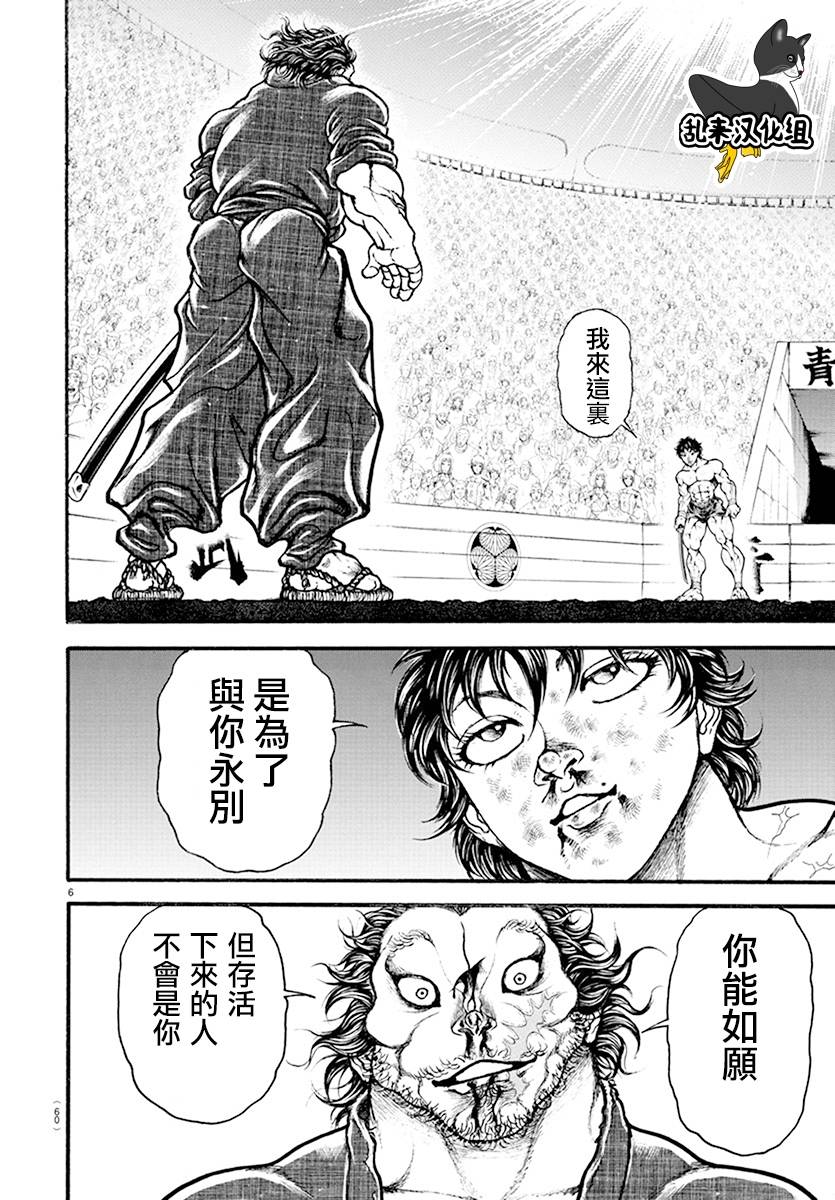 乱来汉化组
我來這裏
青
是為了
與你永別
6
你能如願
但存活
下來的人
不會是你
(60)